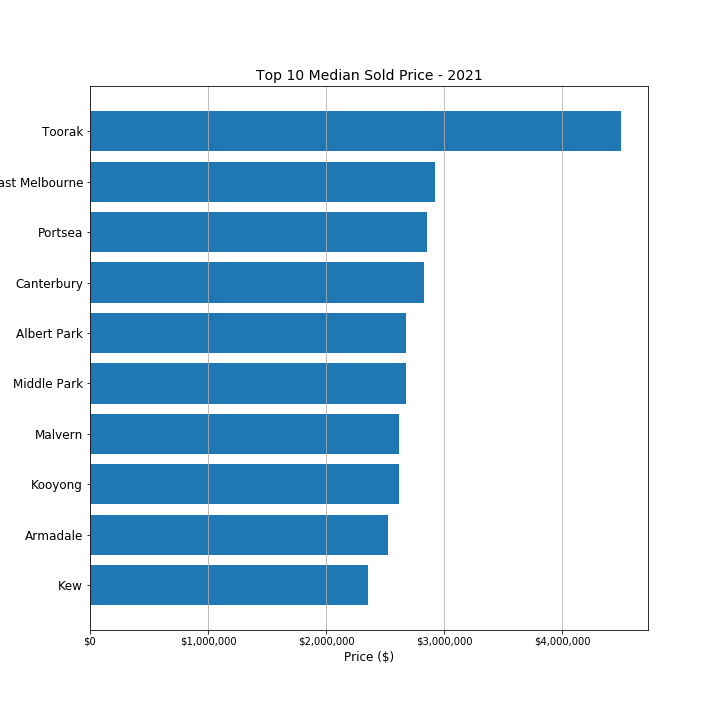 Top 10 Median Sold Price - 2021
Toorak
ast Melbourne
Portsea
Canterbury
Albert Park
Middle Park
Malvern
Kooyong
Armadale
Kew
$0 $1,000,000 $2,000,000 $3,000,000 $4,000,000
Price ($)